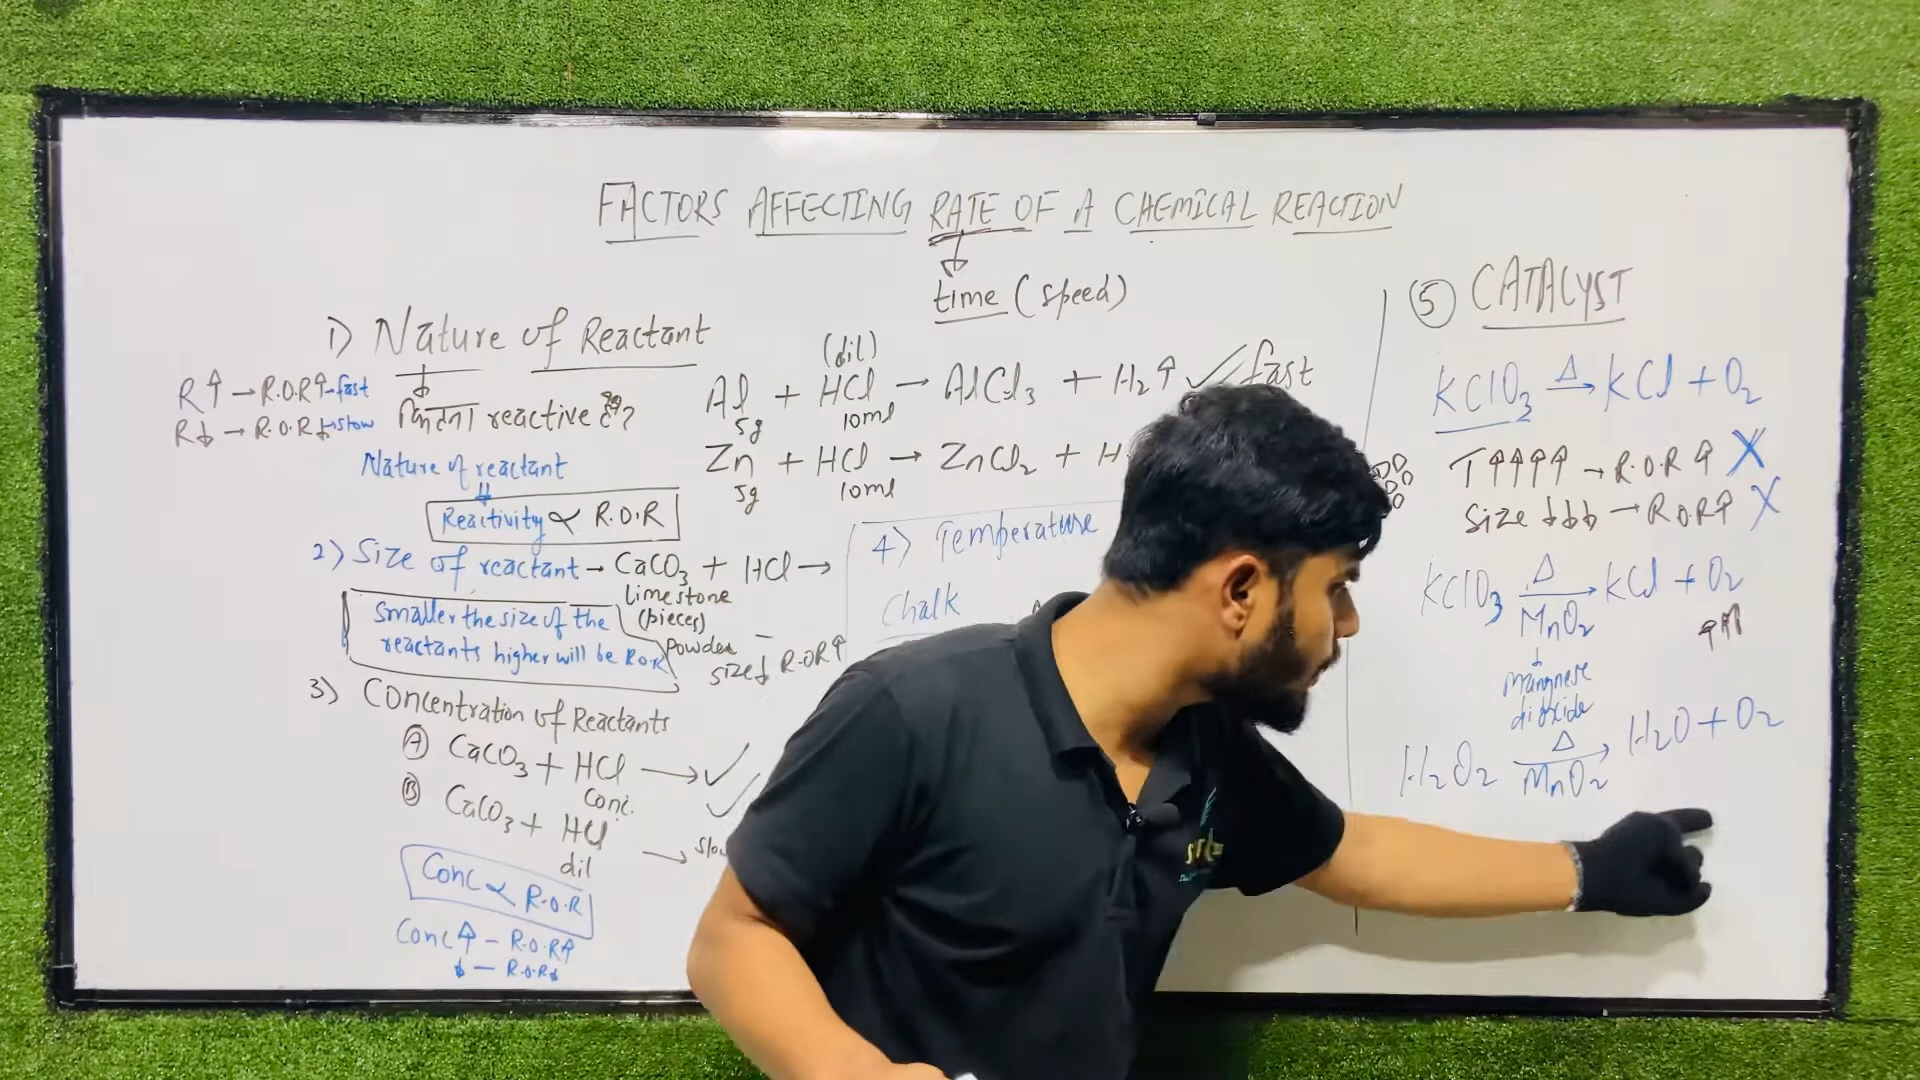 FACTORS AFFECTING RATE OF A CHEMICAL REACTION
time (speed)
1) Nature of Reactant
R↑ → R.O.R↑ → fast
R↓ → R.O.R↓ → slow
कितना reactive है?
Nature of reactant
Reactivity ∝ R.O.R
(dil)
Al + HCl → AlCl3 + H2↑ ✓ fast
5g 10ml
Zn + HCl → ZnCl2 + H
5g 10ml
2) Size of reactant → CaCO3 + HCl →
limestone
(pieces)
powder
size↓ R.O.R↑
Smaller the size of the
reactants higher will be R.O.R
3) Concentration of Reactants
A CaCO3 + HCl → ✓
Conc.
B CaCO3 + HCl → slo
dil
Conc ∝ R.O.R
Conc↑ – R.O.R↑
↓ – R.O.R↓
4) Temperature
Chalk
5 CATALYST
KClO3 Δ→ KCl + O2
T↑↑↑↑ → R.O.R↑ X
Size ↓↓↓ → R.O.R↑ X
KClO3 Δ→ KCl + O2
MnO2 ↑↑↑
Mangnese
dioxide
H2O2 Δ→ H2O + O2
MnO2